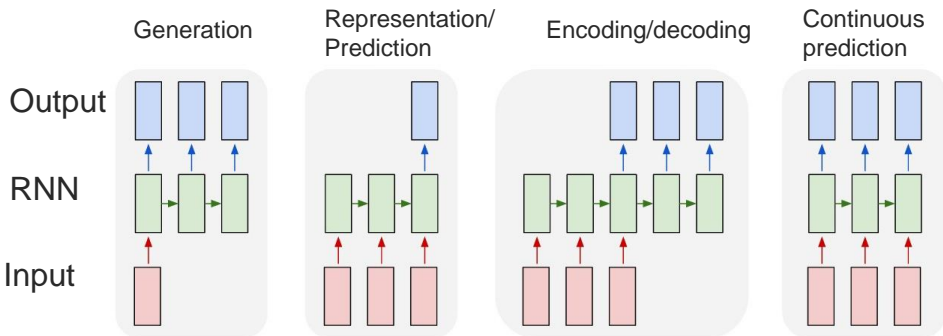 Generation
Representation/
Prediction
Encoding/decoding
Continuous
prediction
Output
RNN
Input